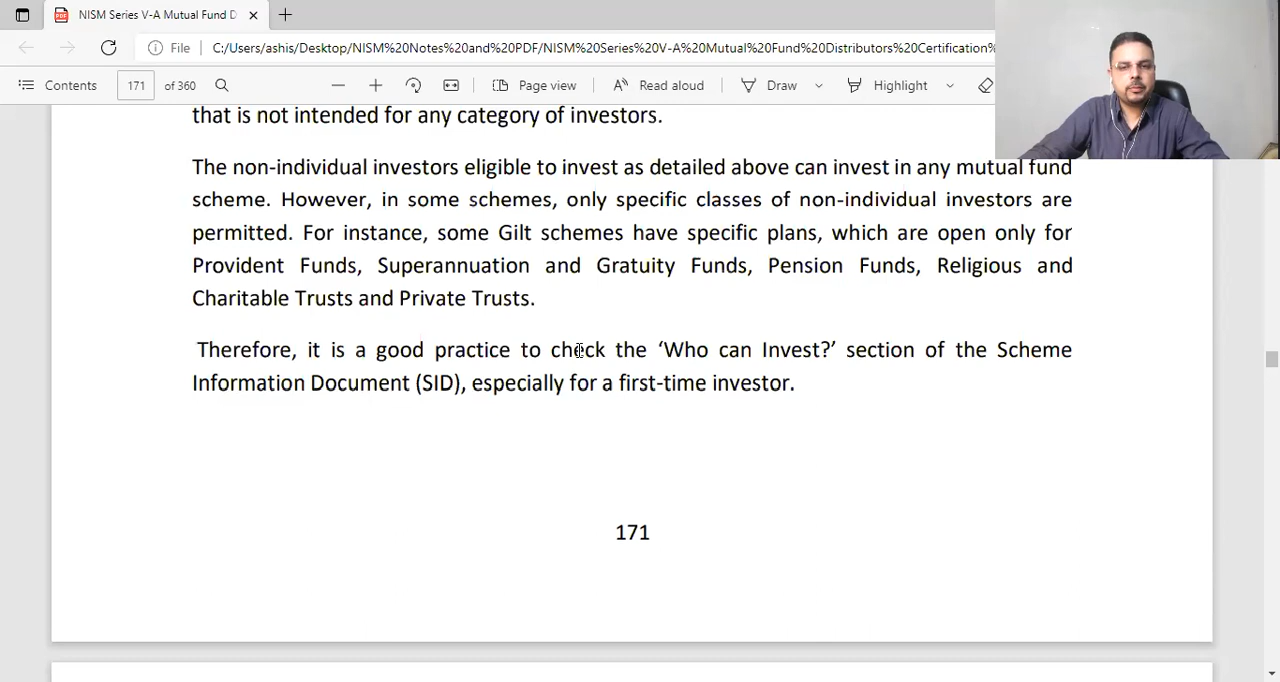 NISM Series V-A Mutual Fund D
File
C:/Users/ashis/Desktop/NISM%20Notes%20and%20PDF/NISM%20Series%20V-A%20Mutual%20Fund%20Distributors%20Certification%
Contents
171
of 360
Page view
Read aloud
Draw
Highlight
that is not intended for any category of investors.
The non-individual investors eligible to invest as detailed above can invest in any mutual fund
scheme. However, in some schemes, only specific classes of non-individual investors are
permitted. For instance, some Gilt schemes have specific plans, which are open only for
Provident Funds, Superannuation and Gratuity Funds, Pension Funds, Religious and
Charitable Trusts and Private Trusts.
Therefore, it is a good practice to check the ‘Who can Invest?’ section of the Scheme
Information Document (SID), especially for a first-time investor.
171